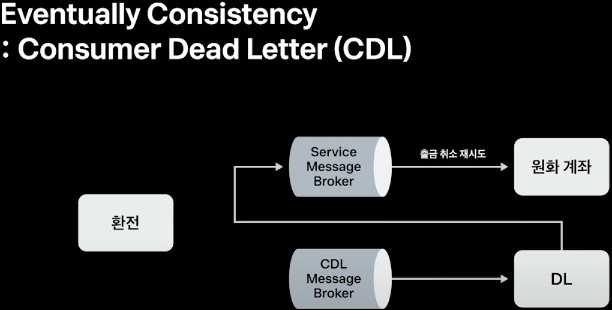 Eventually Consistency
: Consumer Dead Letter (CDL)
Service
Message
Broker
출금 취소 재시도
원화 계좌
환전
CDL
Message
Broker
DL